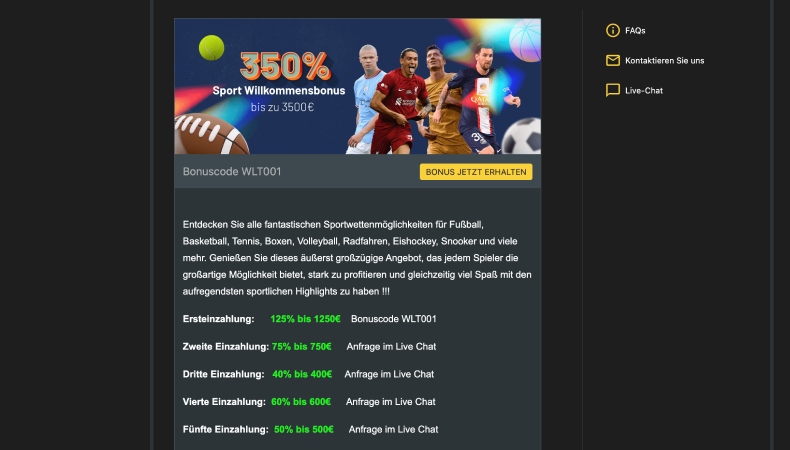 350%
Sport Willkommensbonus
bis zu 3500€
Bonuscode WLT001
BONUS JETZT ERHALTEN
Entdecken Sie alle fantastischen Sportwettenmöglichkeiten für Fußball,
Basketball, Tennis, Boxen, Volleyball, Radfahren, Eishockey, Snooker und viele
mehr. Genießen Sie dieses äußerst großzügige Angebot, das jedem Spieler die
großartige Möglichkeit bietet, stark zu profitieren und gleichzeitig viel Spaß mit den
aufregendsten sportlichen Highlights zu haben !!!
Ersteinzahlung: 125% bis 1250€ Bonuscode WLT001
Zweite Einzahlung: 75% bis 750€ Anfrage im Live Chat
Dritte Einzahlung: 40% bis 400€ Anfrage im Live Chat
Vierte Einzahlung: 60% bis 600€ Anfrage im Live Chat
Fünfte Einzahlung: 50% bis 500€ Anfrage im Live Chat
FAQs
Kontaktieren Sie uns
Live-Chat